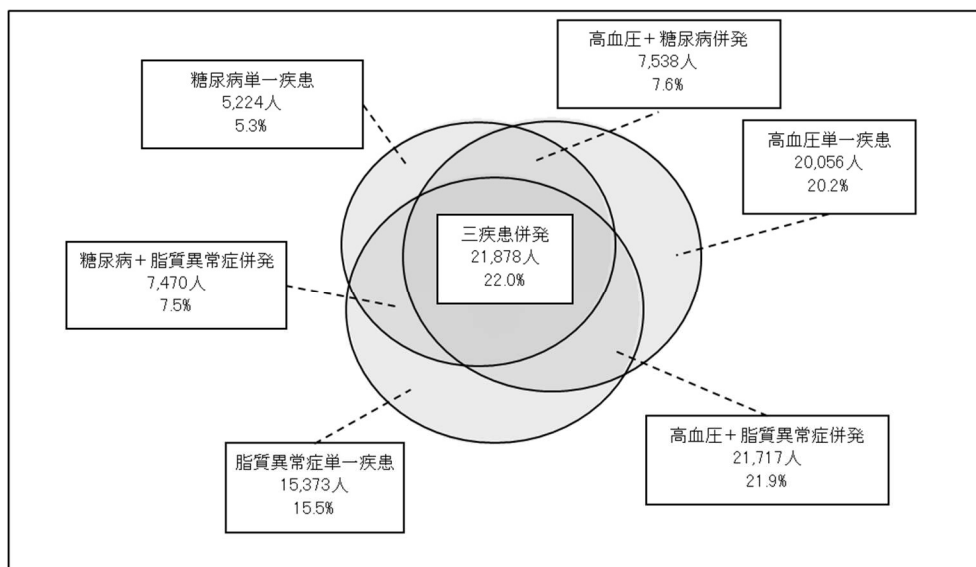 高血圧＋糖尿病併発
7,538人
7.6%
糖尿病単一疾患
5,224人
5.3%
高血圧単一疾患
20,056人
20.2%
三疾患併発
21,878人
22.0%
糖尿病＋脂質異常症併発
7,470人
7.5%
高血圧＋脂質異常症併発
21,717人
21.9%
脂質異常症単一疾患
15,373人
15.5%